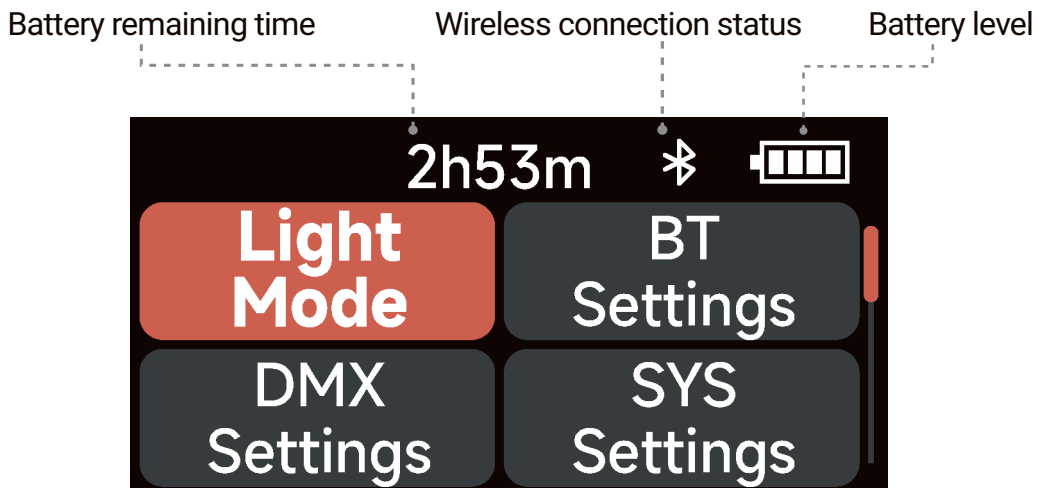 Battery remaining time
Wireless connection status
Battery level
2h53m
Light
Mode
BT
Settings
DMX
Settings
SYS
Settings